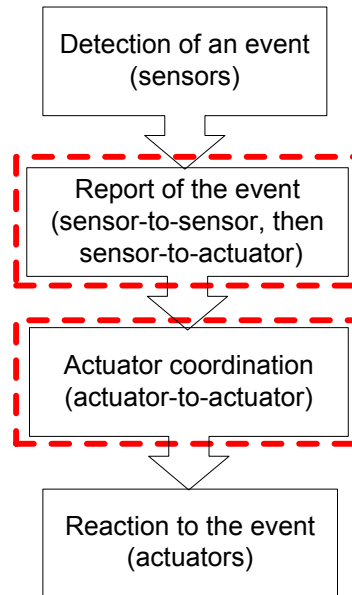 Detection of an event
(sensors)
Report of the event
(sensor-to-sensor, then
sensor-to-actuator)
Actuator coordination
(actuator-to-actuator)
Reaction to the event
(actuators)